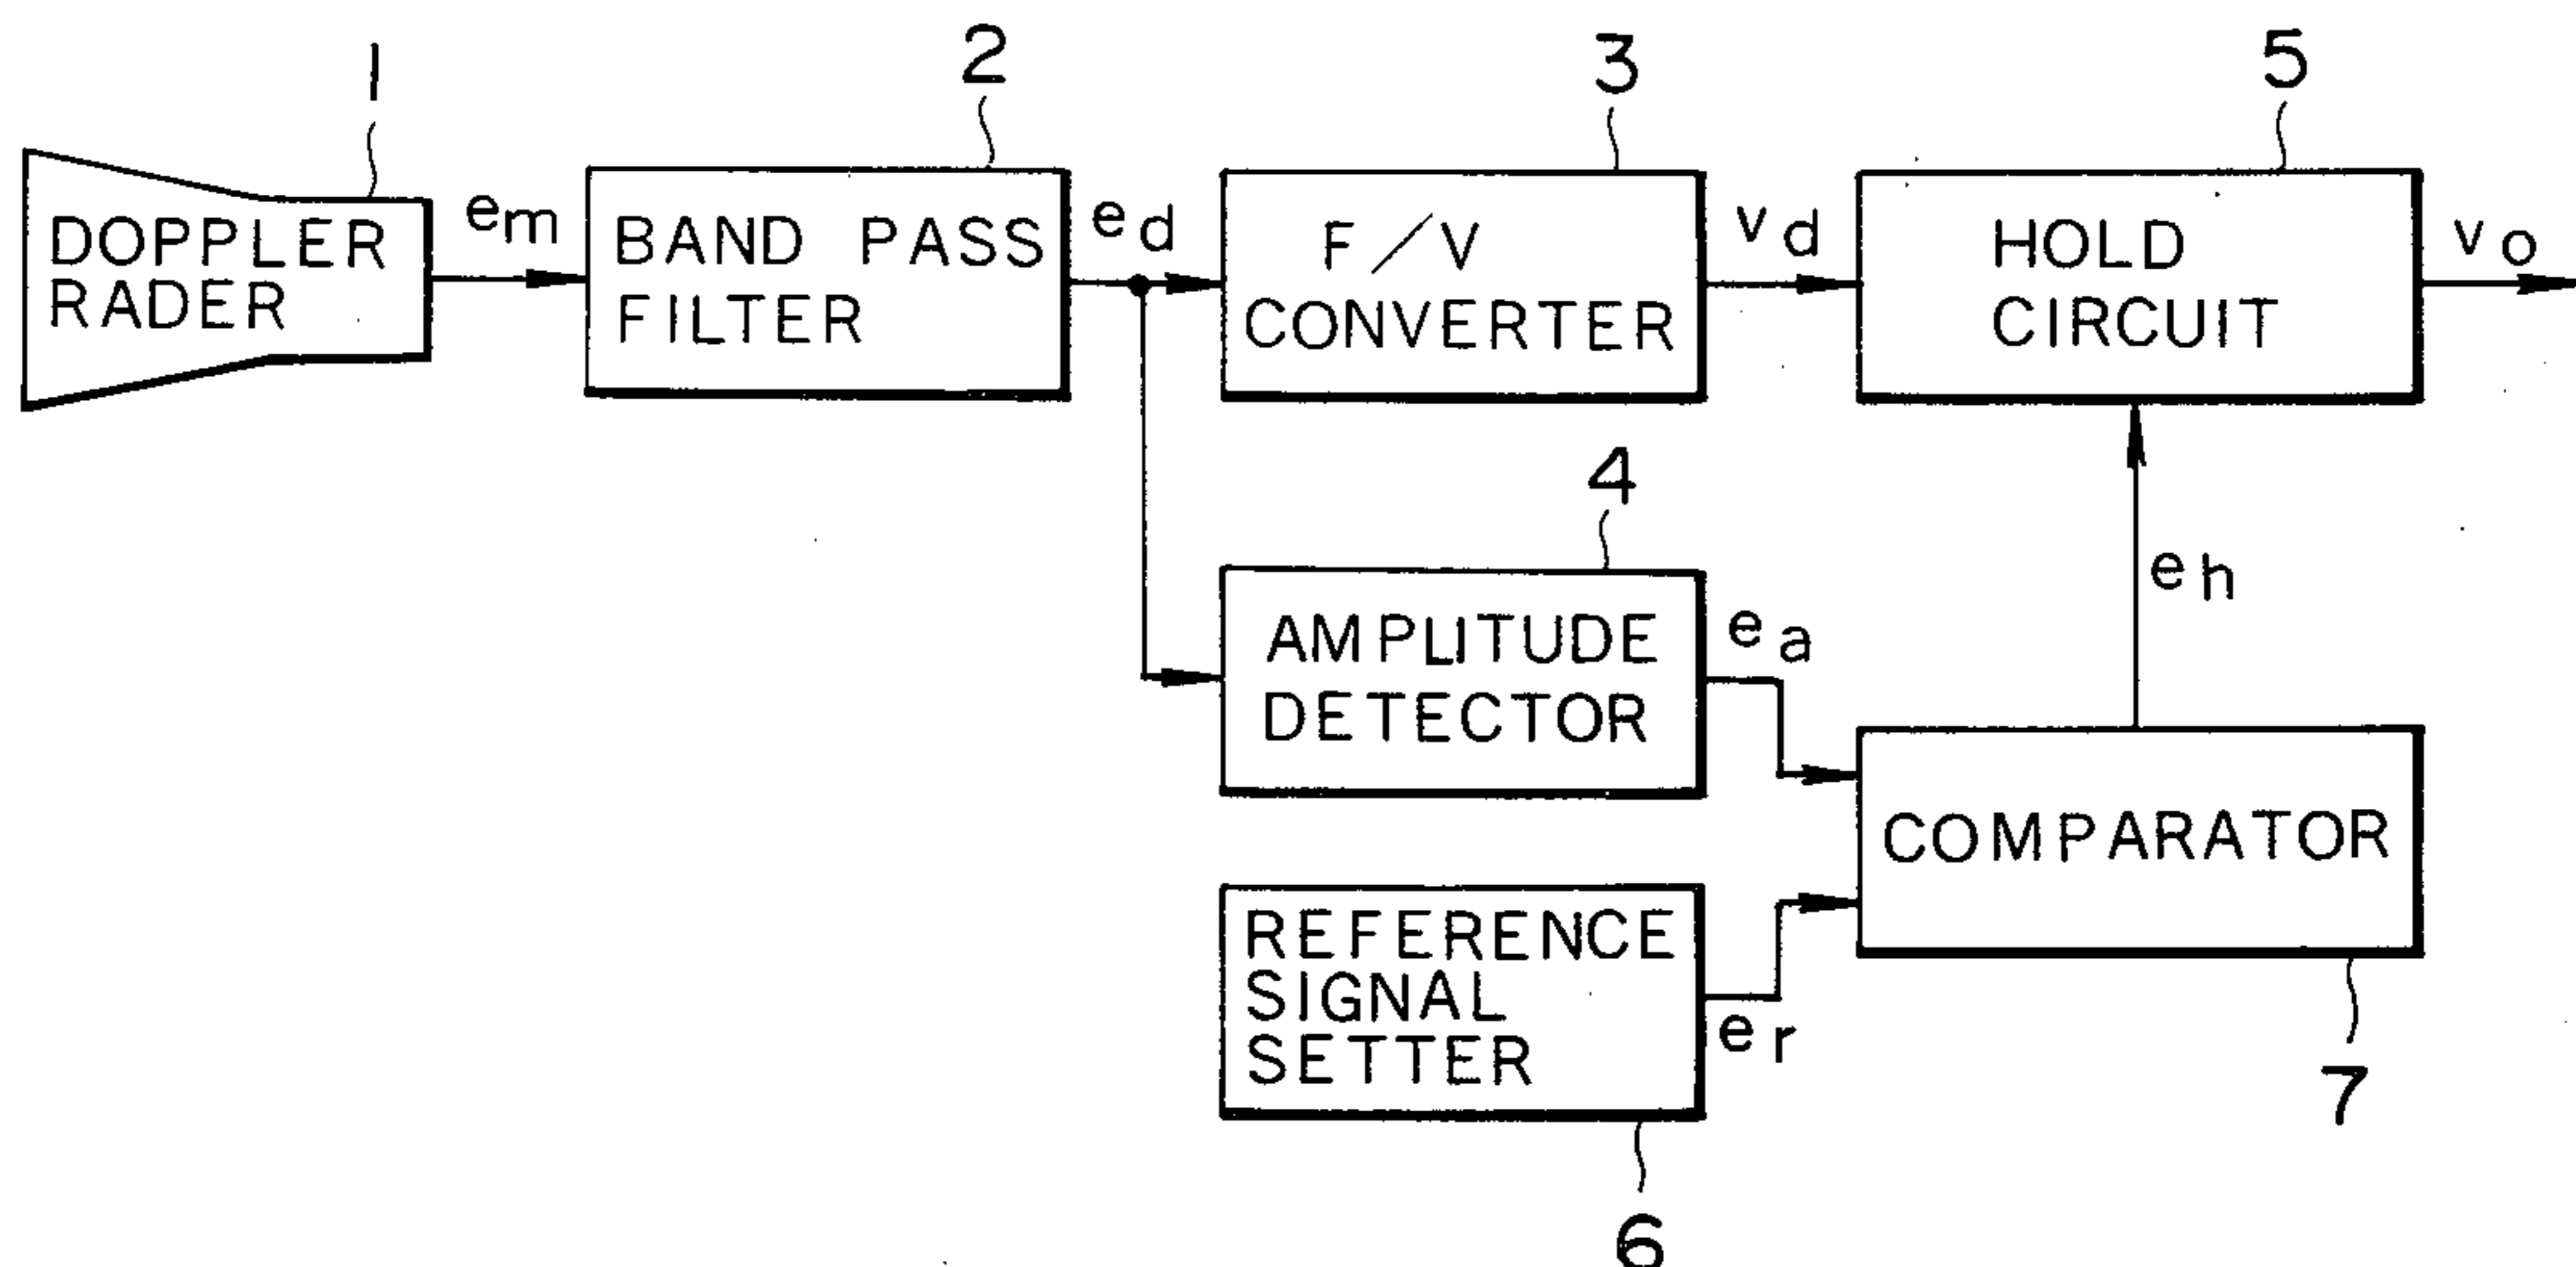 1
2
3
5
DOPPLER
RADER
em
BAND PASS
FILTER
ed
F/V
CONVERTER
vd
HOLD
CIRCUIT
vo
4
AMPLITUDE
DETECTOR
ea
eh
COMPARATOR
7
REFERENCE
SIGNAL
SETTER
er
6